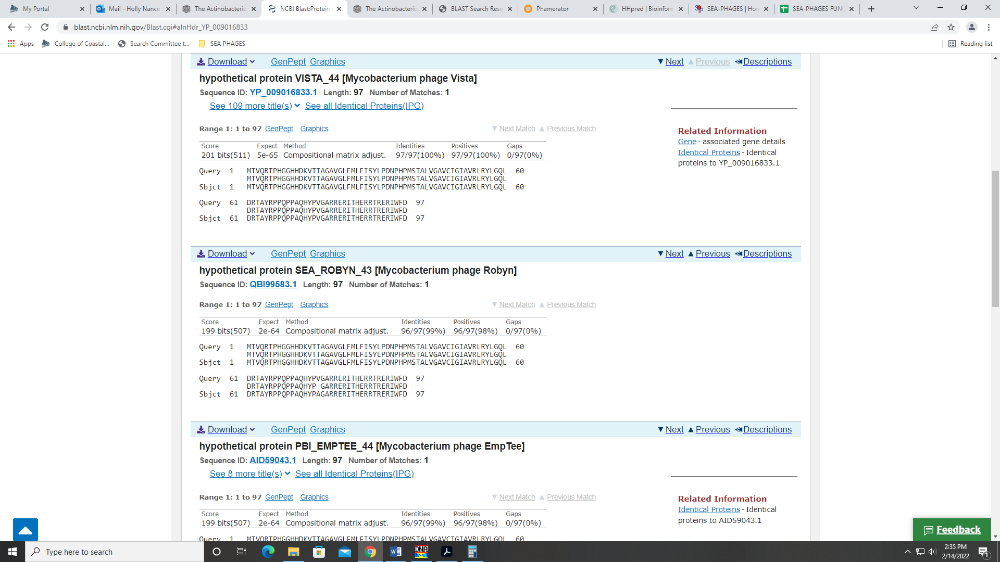 My Portal
Mail - Holly Nance
The Actinobacterio
NCBI Blast:Protein
The Actinobacterio
BLAST Search Resu
Phamerator
HHpred | Bioinform
SEA-PHAGES | Hon
SEA-PHAGES FUNC
blast.ncbi.nlm.nih.gov/Blast.cgi#alnHdr_YP_009016833
Apps College of Coastal... Search Committee t... SEA PHAGES Reading list
Download GenPept Graphics Next Previous Descriptions
hypothetical protein VISTA_44 [Mycobacterium phage Vista]
Sequence ID: YP_009016833.1 Length: 97 Number of Matches: 1
See 109 more title(s) See all Identical Proteins(IPG)
Range 1: 1 to 97 GenPept Graphics Next Match Previous Match
Related Information
Gene - associated gene details
Identical Proteins - Identical
proteins to YP_009016833.1
Score Expect Method Identities Positives Gaps
201 bits(511) 5e-65 Compositional matrix adjust. 97/97(100%) 97/97(100%) 0/97(0%)
Query 1 MTVQRTPHGGHHDKVTTAGAVGLFMLFISYLPDNPHPMSTALVGAVCIGIAVRLRYLGQL 60
MTVQRTPHGGHHDKVTTAGAVGLFMLFISYLPDNPHPMSTALVGAVCIGIAVRLRYLGQL
Sbjct 1 MTVQRTPHGGHHDKVTTAGAVGLFMLFISYLPDNPHPMSTALVGAVCIGIAVRLRYLGQL 60
Query 61 DRTAYRPPQPPAQHYPVGARRERITHERRTRERIWFD 97
DRTAYRPPQPPAQHYPVGARRERITHERRTRERIWFD
Sbjct 61 DRTAYRPPQPPAQHYPVGARRERITHERRTRERIWFD 97
Download GenPept Graphics Next Previous Descriptions
hypothetical protein SEA_ROBYN_43 [Mycobacterium phage Robyn]
Sequence ID: QBI99583.1 Length: 97 Number of Matches: 1
Range 1: 1 to 97 GenPept Graphics Next Match Previous Match
Score Expect Method Identities Positives Gaps
199 bits(507) 2e-64 Compositional matrix adjust. 96/97(99%) 96/97(98%) 0/97(0%)
Query 1 MTVQRTPHGGHHDKVTTAGAVGLFMLFISYLPDNPHPMSTALVGAVCIGIAVRLRYLGQL 60
MTVQRTPHGGHHDKVTTAGAVGLFMLFISYLPDNPHPMSTALVGAVCIGIAVRLRYLGQL
Sbjct 1 MTVQRTPHGGHHDKVTTAGAVGLFMLFISYLPDNPHPMSTALVGAVCIGIAVRLRYLGQL 60
Query 61 DRTAYRPPQPPAQHYPVGARRERITHERRTRERIWFD 97
DRTAYRPPQPPAQHYP GARRERITHERRTRERIWFD
Sbjct 61 DRTAYRPPQPPAQHYPAGARRERITHERRTRERIWFD 97
Download GenPept Graphics Next Previous Descriptions
hypothetical protein PBI_EMPTEE_44 [Mycobacterium phage EmpTee]
Sequence ID: AID59043.1 Length: 97 Number of Matches: 1
See 8 more title(s) See all Identical Proteins(IPG)
Range 1: 1 to 97 GenPept Graphics Next Match Previous Match
Related Information
Identical Proteins - Identical
proteins to AID59043.1
Score Expect Method Identities Positives Gaps
199 bits(507) 2e-64 Compositional matrix adjust. 96/97(99%) 96/97(98%) 0/97(0%)
Query 1 MTVQRTPHGGHHDKVTTAGAVGLFMLFISYLPDNPHPMSTALVGAVCIGIAVRLRYLGQL 60
Feedback
Type here to search
DNA
2:35 PM
2/14/2022
1